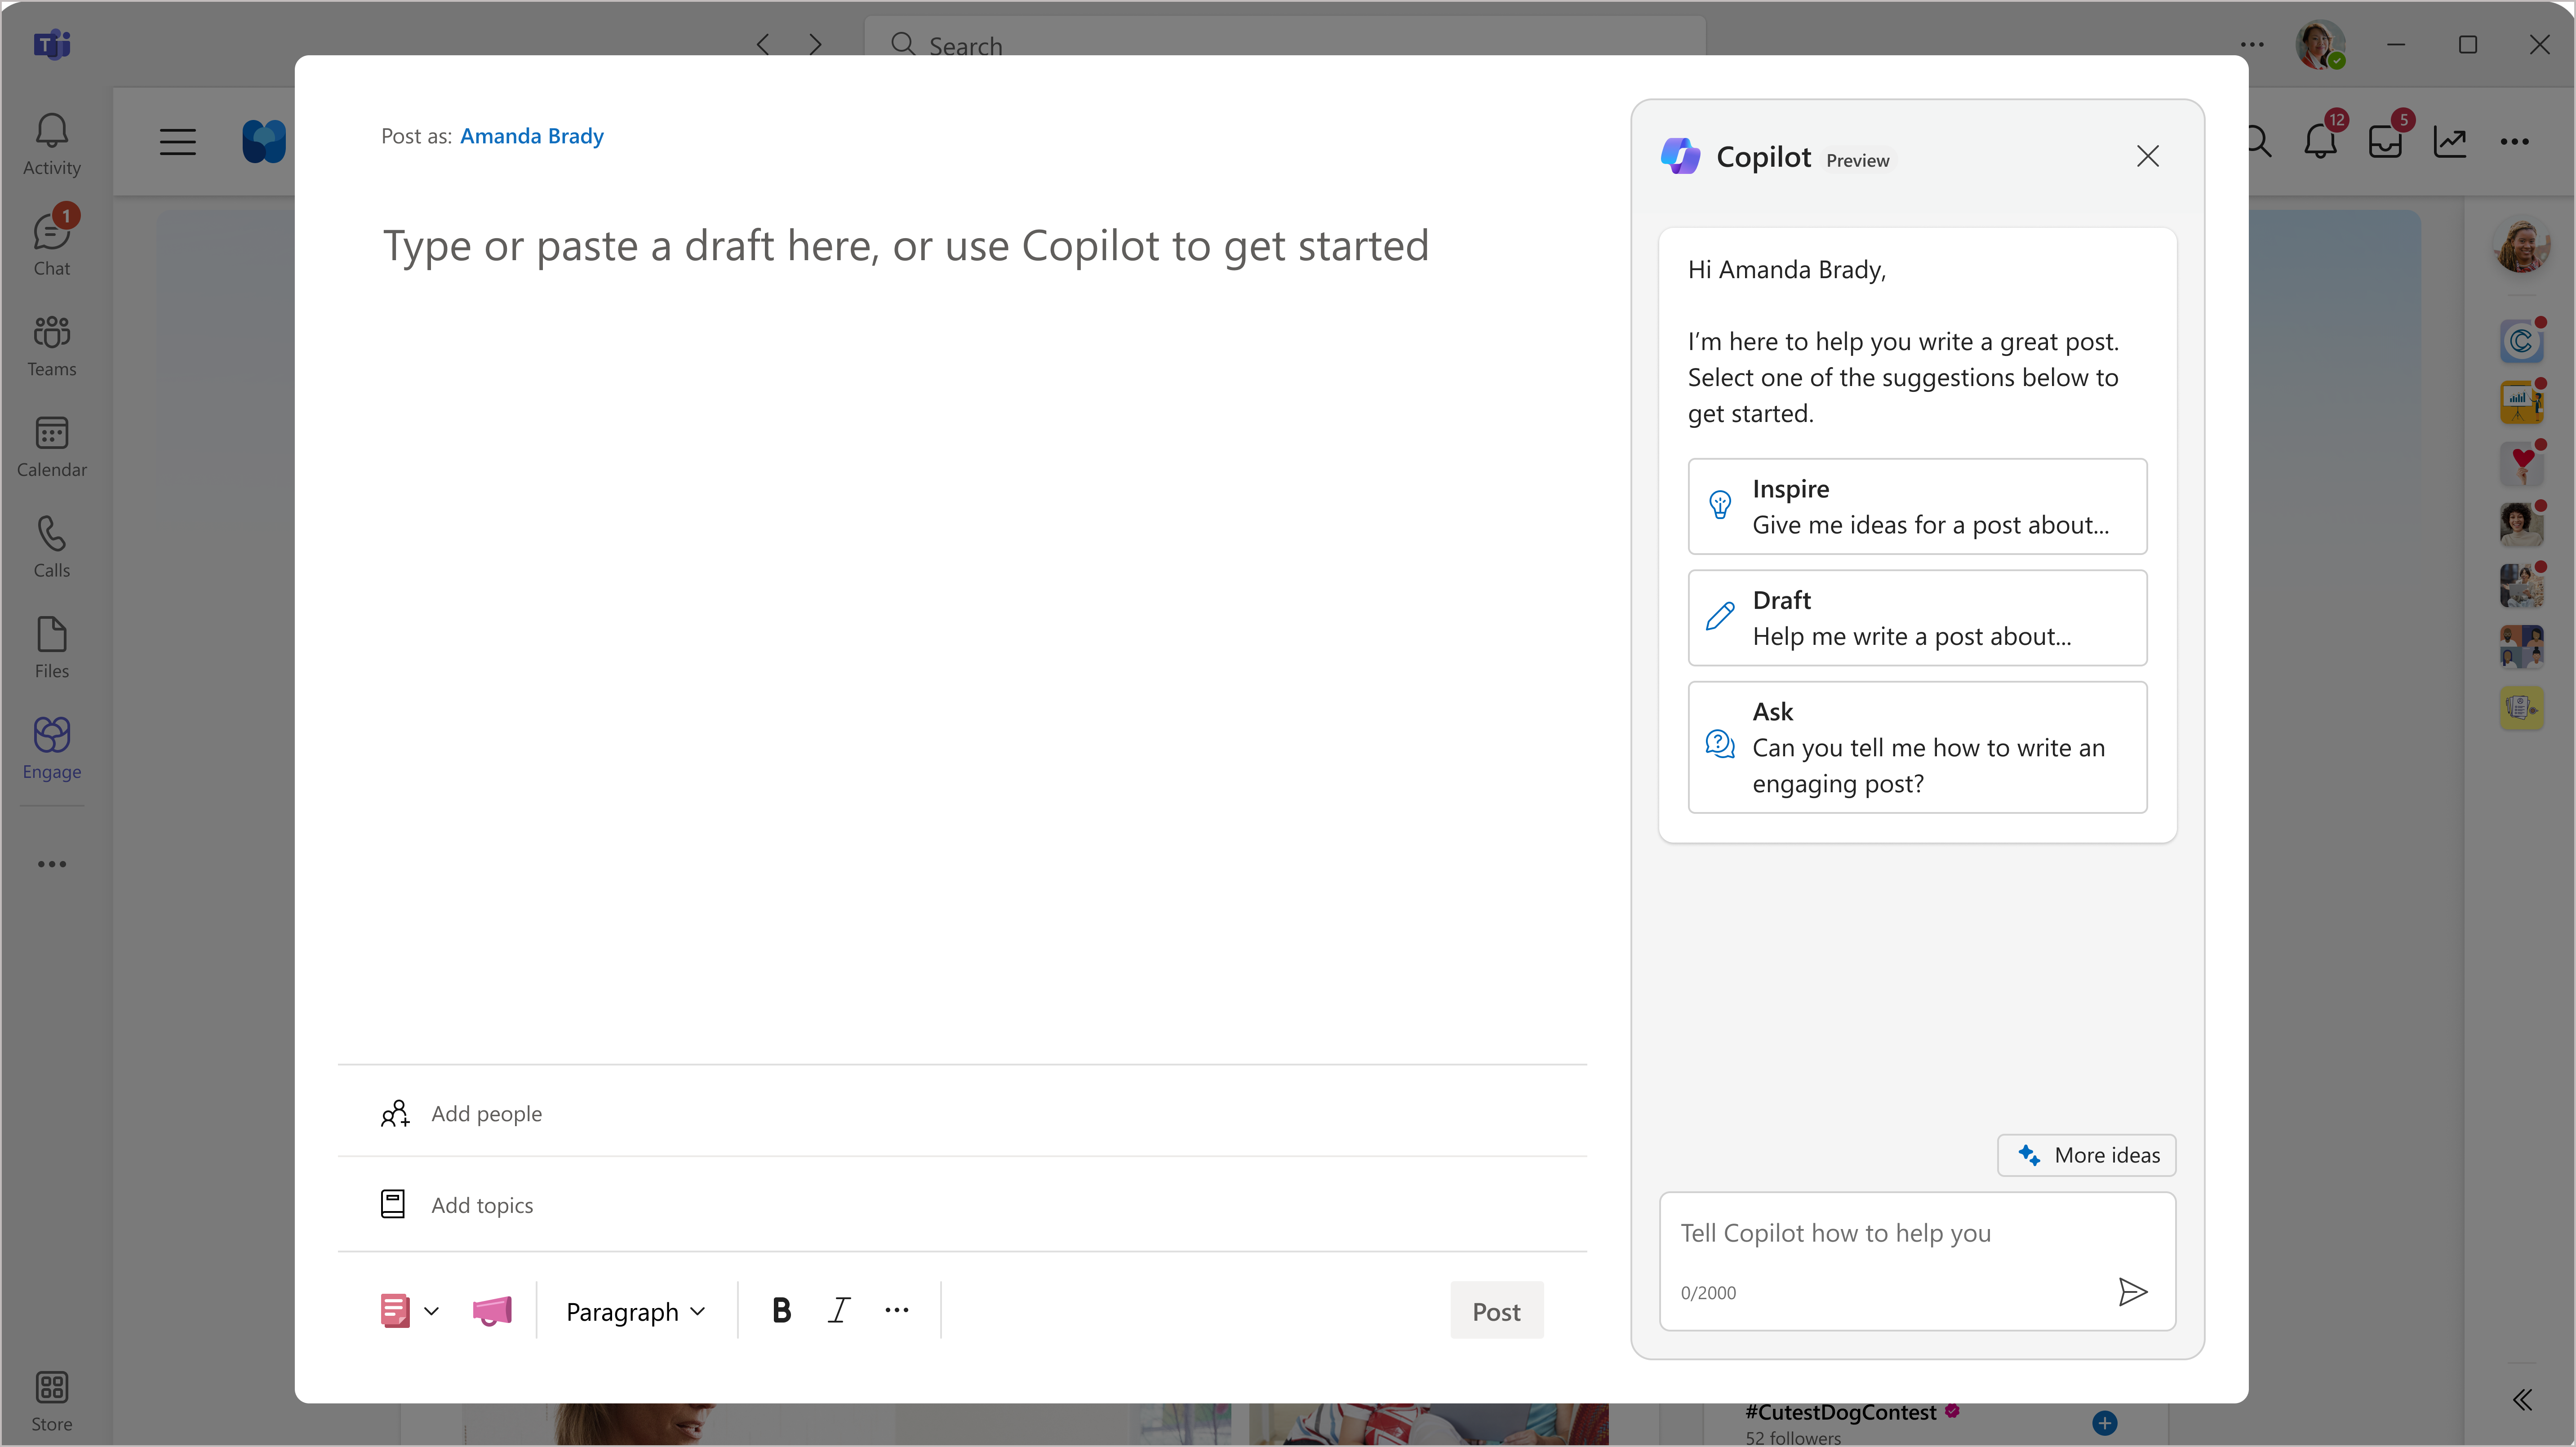 Search
Activity
1
Chat
Teams
Calendar
Calls
Files
Engage
Store
12
5
Post as: Amanda Brady
Type or paste a draft here, or use Copilot to get started
Add people
Add topics
Paragraph
B
I
Post
Copilot Preview
Hi Amanda Brady,
I’m here to help you write a great post.
Select one of the suggestions below to
get started.
Inspire
Give me ideas for a post about...
Draft
Help me write a post about...
Ask
Can you tell me how to write an
engaging post?
More ideas
Tell Copilot how to help you
0/2000
#CutestDogContest
52 followers